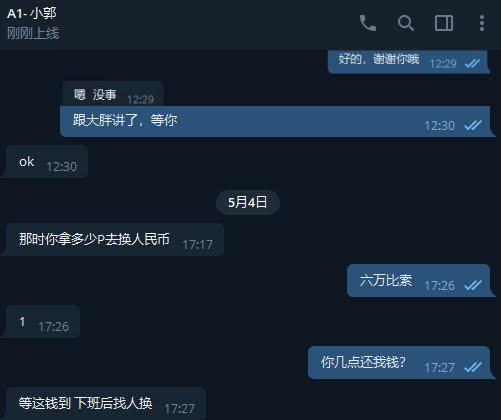 A1- 小郭
刚刚上线
好的，谢谢你哦 12:29
嗯 没事 12:29
跟大胖讲了，等你 12:30
ok 12:30
5月4日
那时你拿多少P去换人民币 17:17
六万比索 17:26
1 17:26
你几点还我钱? 17:27
等这钱到 下班后找人换 17:27